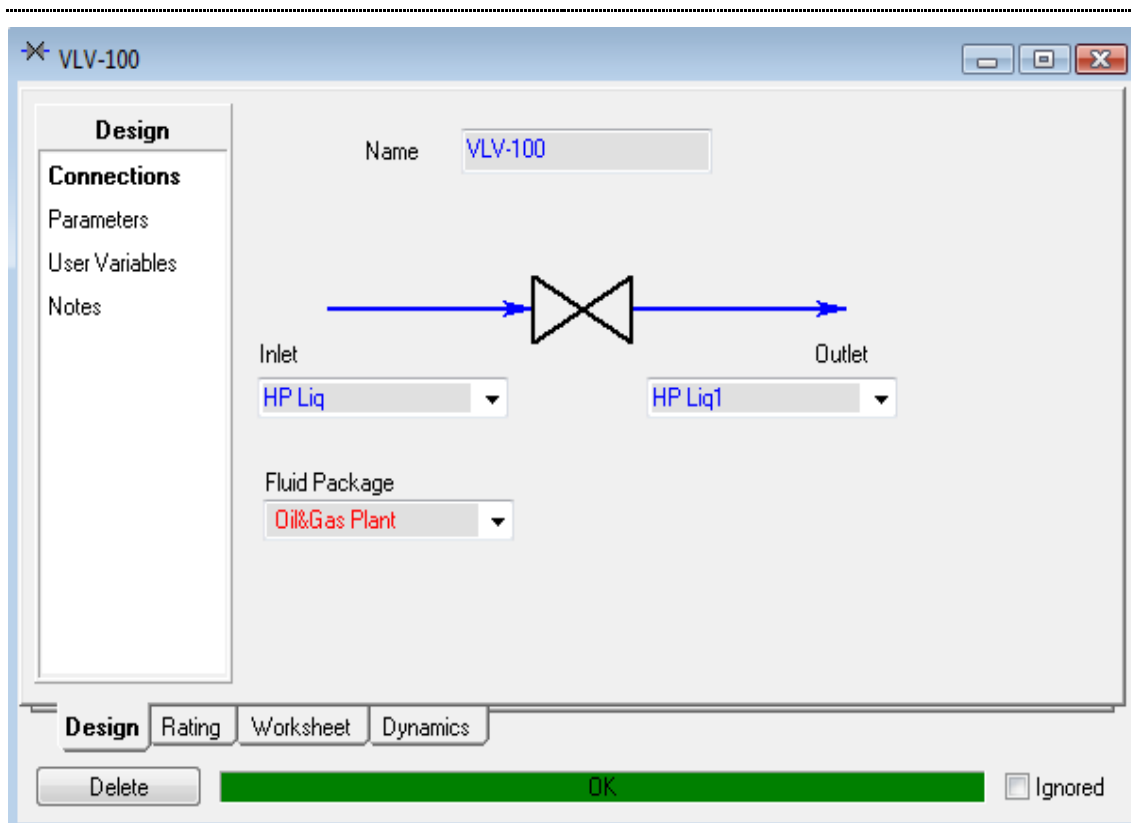 VLV-100
Design
Connections
Parameters
User Variables
Notes
Name VLV-100
Inlet Outlet
HP Liq HP Liq1
Fluid Package
Oil&Gas Plant
Design Rating Worksheet Dynamics
Delete OK Ignored